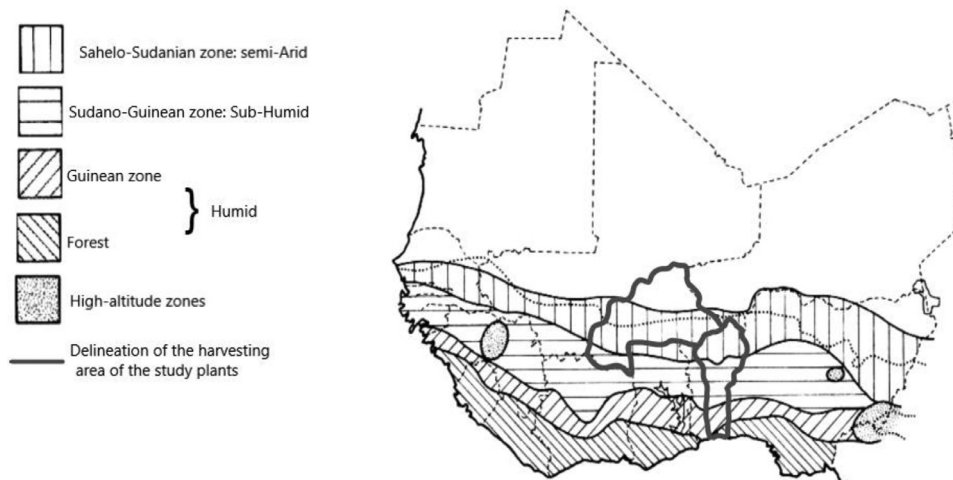 Sahelo-Sudanian zone: semi-Arid
Sudano-Guinean zone: Sub-Humid
Guinean zone
Humid
Forest
High-altitude zones
Delineation of the harvesting
area of the study plants